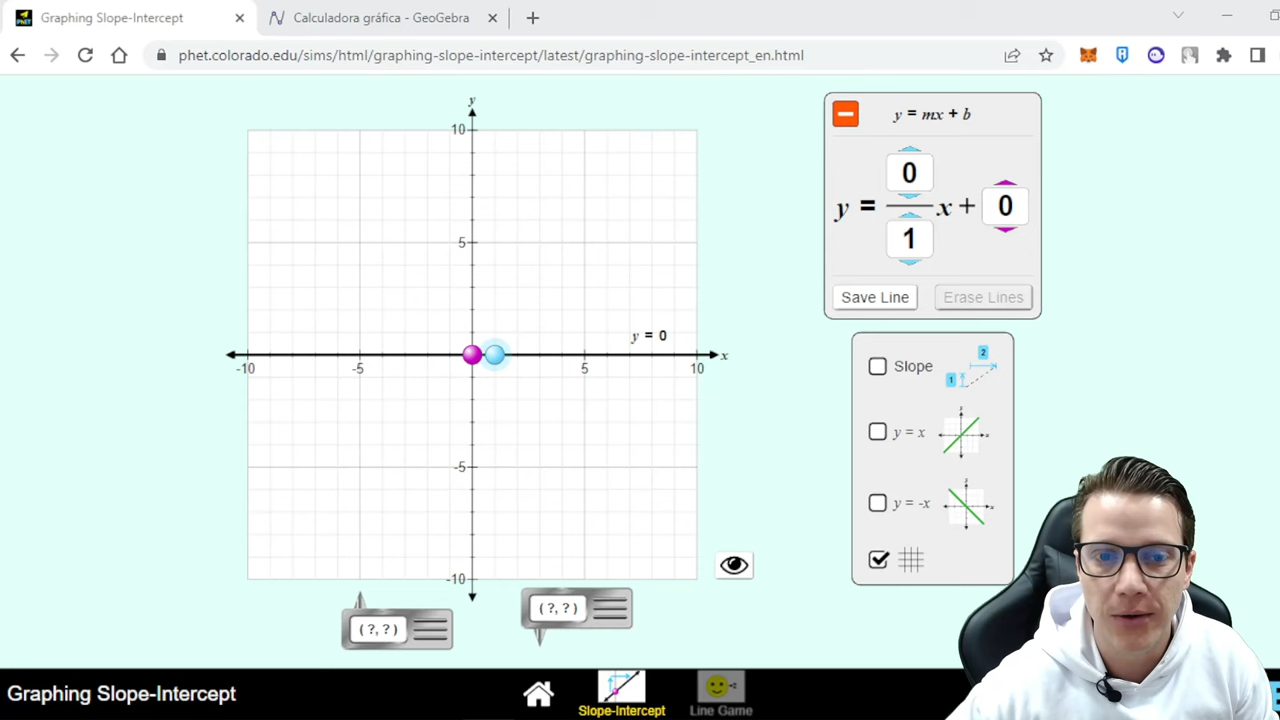 Graphing Slope-Intercept
Calculadora gráfica - GeoGebra
phet.colorado.edu/sims/html/graphing-slope-intercept/latest/graphing-slope-intercept_en.html
y
10
5
-5
-10
-10
-5
5
10
x
y = 0
(?, ?)
(?, ?)
y = mx + b
y = 0/1 x + 0
Save Line
Erase Lines
Slope
2
1
y = x
y = -x
Graphing Slope-Intercept
Slope-Intercept
Line Game